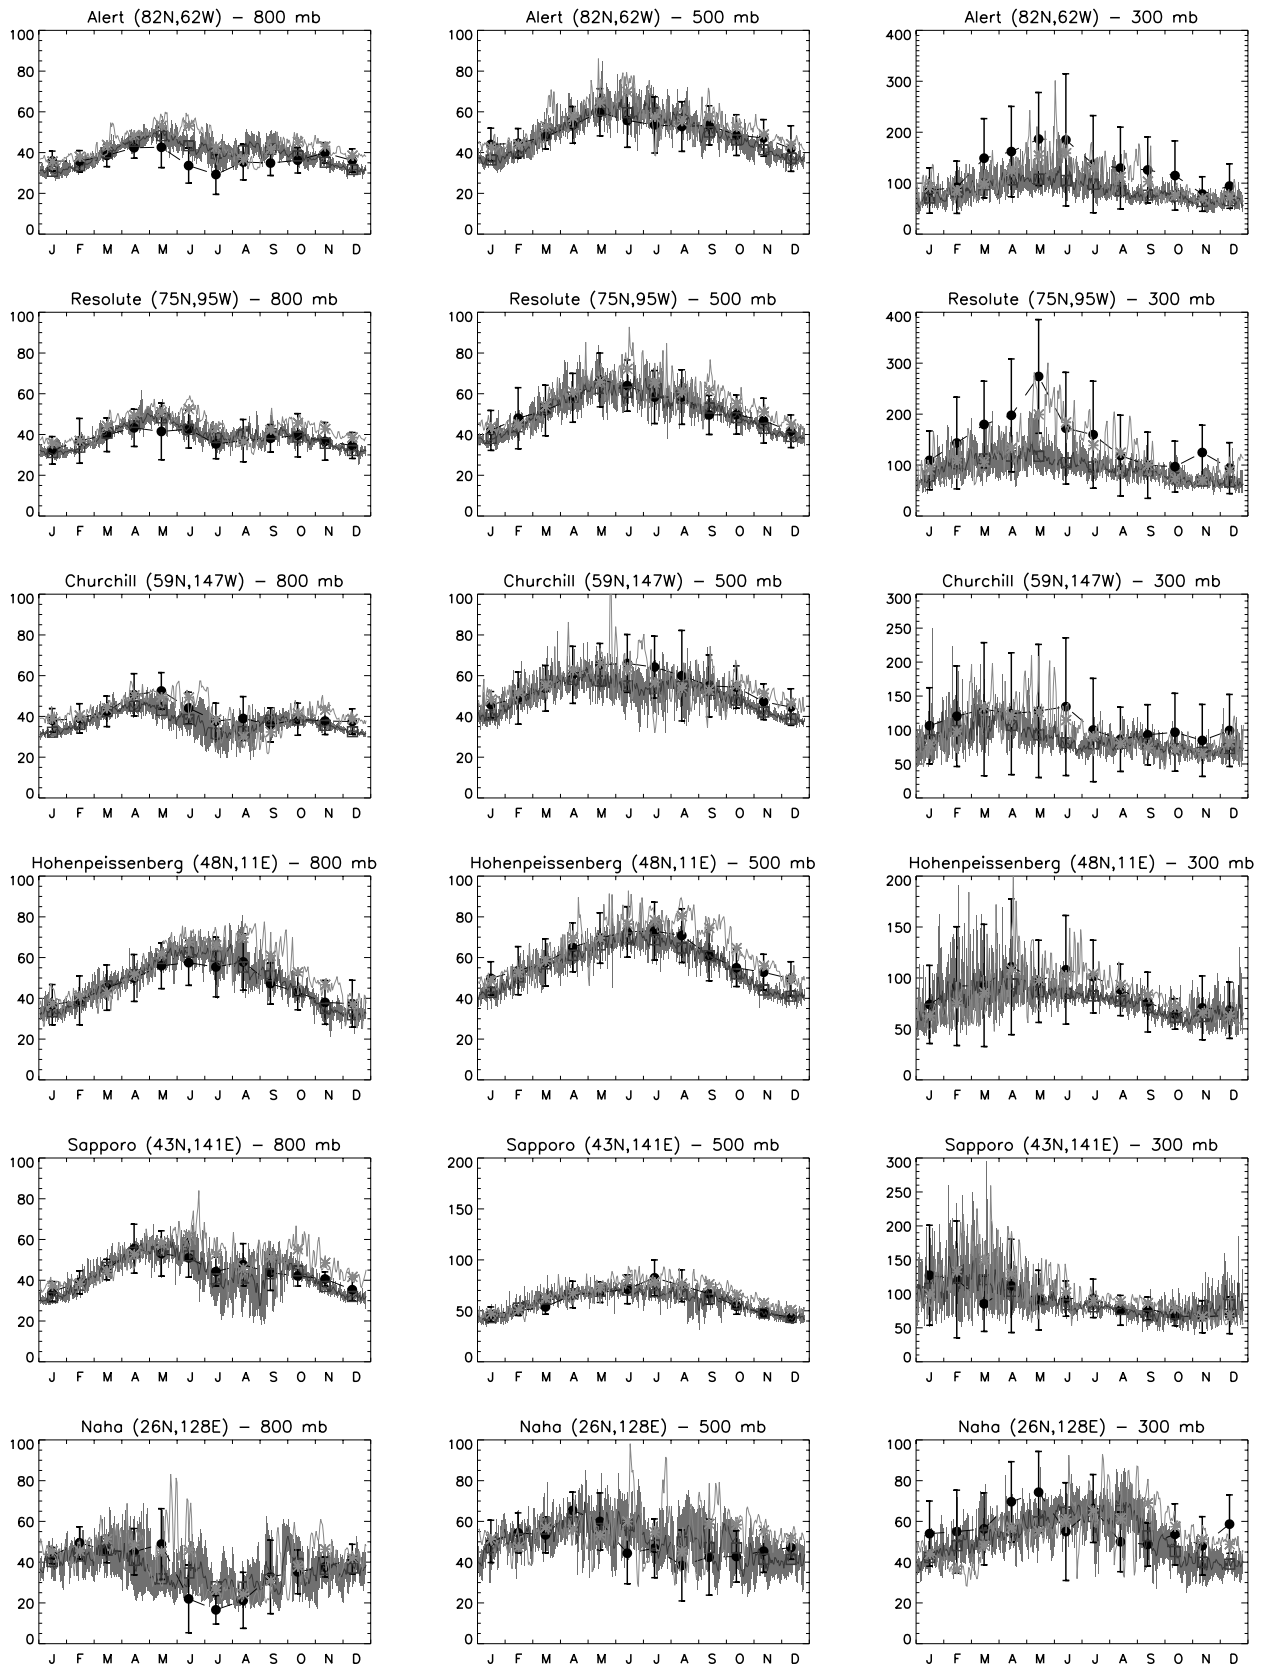 Alert (82N,62W) – 800 mb
100
80
60
40
20
0
J F M A M J J A S O N D
Alert (82N,62W) – 500 mb
100
80
60
40
20
0
J F M A M J J A S O N D
Alert (82N,62W) – 300 mb
400
300
200
100
0
J F M A M J J A S O N D
Resolute (75N,95W) – 800 mb
100
80
60
40
20
0
J F M A M J J A S O N D
Resolute (75N,95W) – 500 mb
100
80
60
40
20
0
J F M A M J J A S O N D
Resolute (75N,95W) – 300 mb
400
300
200
100
0
J F M A M J J A S O N D
Churchill (59N,147W) – 800 mb
100
80
60
40
20
0
J F M A M J J A S O N D
Churchill (59N,147W) – 500 mb
100
80
60
40
20
0
J F M A M J J A S O N D
Churchill (59N,147W) – 300 mb
300
250
200
150
100
50
0
J F M A M J J A S O N D
Hohenpeissenberg (48N,11E) – 800 mb
100
80
60
40
20
0
J F M A M J J A S O N D
Hohenpeissenberg (48N,11E) – 500 mb
100
80
60
40
20
0
J F M A M J J A S O N D
Hohenpeissenberg (48N,11E) – 300 mb
200
150
100
50
0
J F M A M J J A S O N D
Sapporo (43N,141E) – 800 mb
100
80
60
40
20
0
J F M A M J J A S O N D
Sapporo (43N,141E) – 500 mb
200
150
100
50
0
J F M A M J J A S O N D
Sapporo (43N,141E) – 300 mb
300
250
200
150
100
50
0
J F M A M J J A S O N D
Naha (26N,128E) – 800 mb
100
80
60
40
20
0
J F M A M J J A S O N D
Naha (26N,128E) – 500 mb
100
80
60
40
20
0
J F M A M J J A S O N D
Naha (26N,128E) – 300 mb
100
80
60
40
20
0
J F M A M J J A S O N D